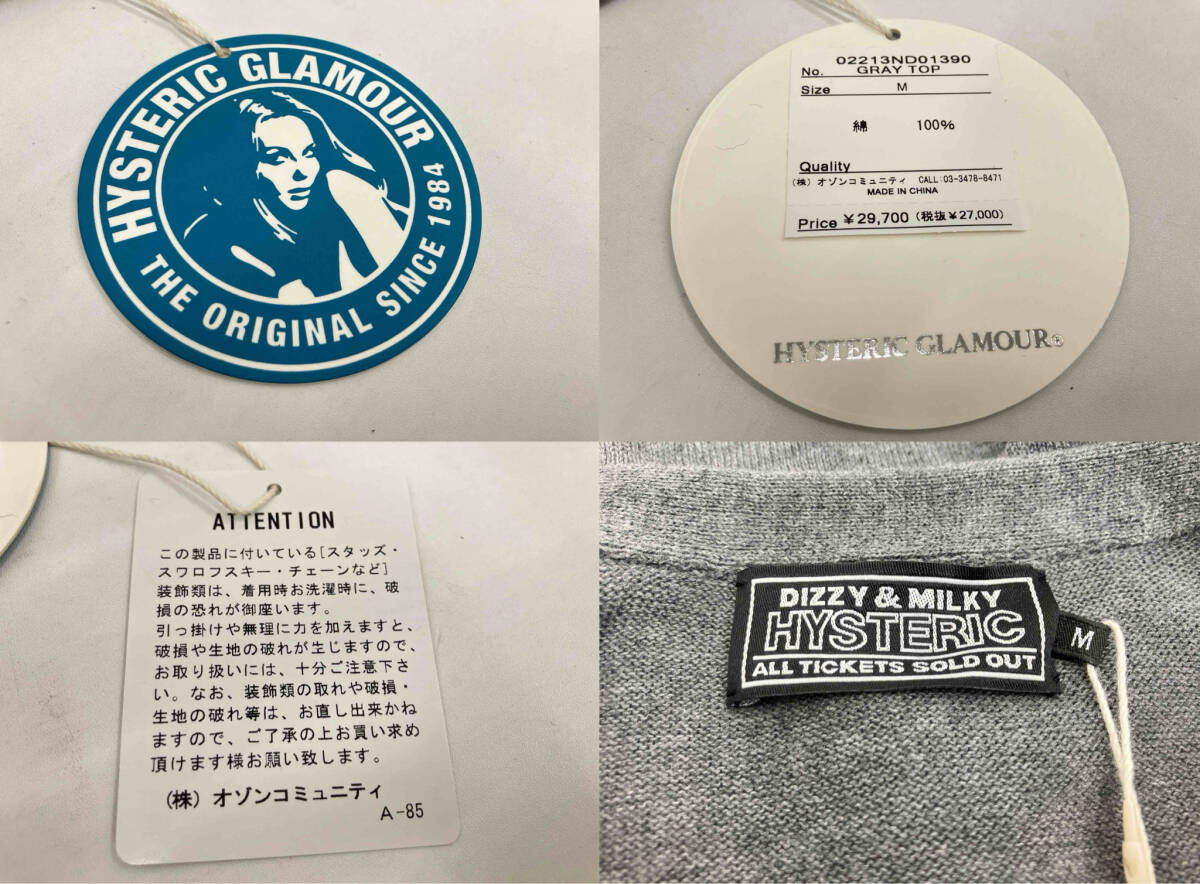 HYSTERIC GLAMOUR
THE ORIGINAL SINCE 1984
02213ND01390
No. GRAY TOP
Size M
綿 100%
Quality
(株) オゾンコミュニティ CALL:03-3478-8471
MADE IN CHINA
Price ¥29,700 (税抜¥27,000)
HYSTERIC GLAMOUR®
ATTENTION
この製品に付いている[スタッズ・
スワロフスキー・チェーンなど]
装飾類は、着用時お洗濯時に、破
損の恐れが御座います。
引っ掛けや無理に力を加えますと、
破損や生地の破れが生じますので、
お取り扱いには、十分ご注意下さ
い。なお、装飾類の取れや破損・
生地の破れ等は、お直し出来かね
ますので、ご了承の上お買い求め
頂けます様お願い致します。
(株) オゾンコミュニティ
A-85
DIZZY & MILKY
HYSTERIC
ALL TICKETS SOLD OUT
M